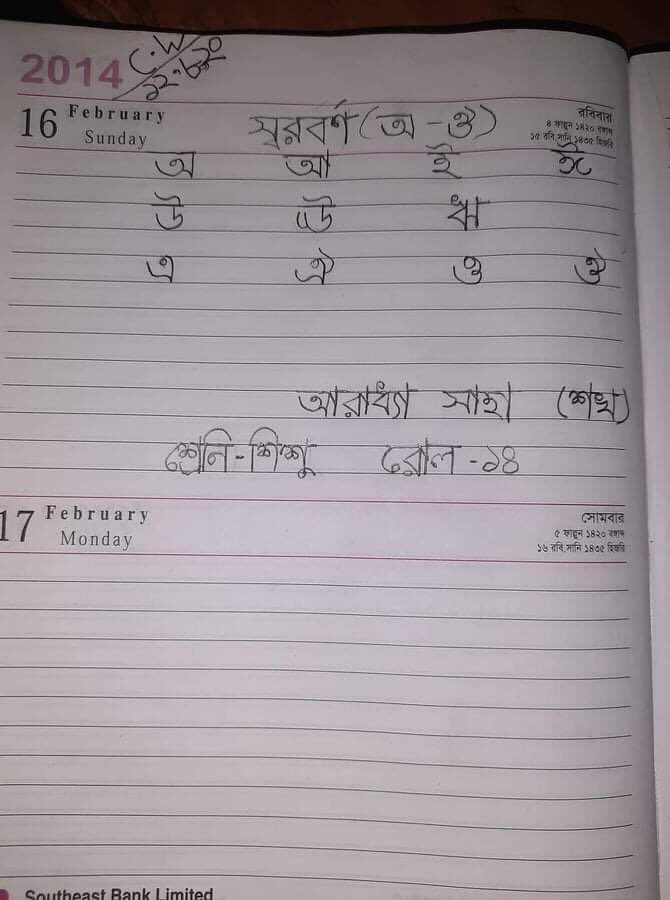 2014 C.W
১২.৮.২০
16 February
Sunday
রবিবার
৪ ফাল্গুন ১৪২০ বঙ্গাব্দ
১৫ রবি.সানি ১৪৩৫ হিজরি
স্বরবর্ণ (অ - ঔ)
অ আ ই ঈ
উ ঊ ঋ
এ ঐ ও ঔ
আরাধ্যা সাহা (শঙ্খ)
শ্রেনি - শিশু রোল - ১৪
17 February
Monday
সোমবার
৫ ফাল্গুন ১৪২০ বঙ্গাব্দ
১৬ রবি.সানি ১৪৩৫ হিজরি
Southeast Bank Limited